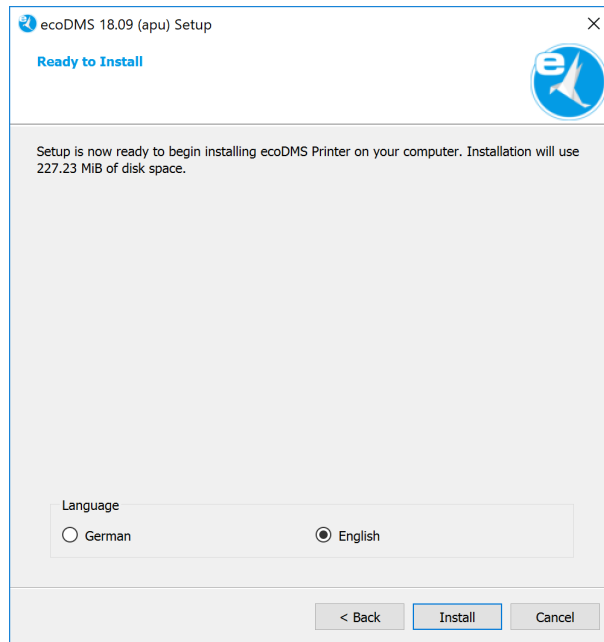 ecoDMS 18.09 (apu) Setup
Ready to Install
e
Setup is now ready to begin installing ecoDMS Printer on your computer. Installation will use
227.23 MiB of disk space.
Language
German
English
< Back
Install
Cancel